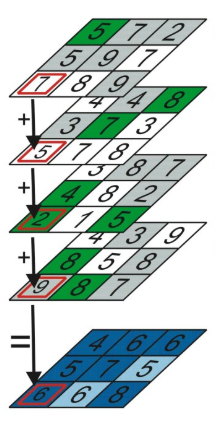 5 7 2
5 9 7
7 8 9
+
4 4 8
3 7 3
5 7 8
+
3 8 7
4 8 2
2 1 5
+
4 3 9
8 5 8
9 8 7
=
4 6 6
5 7 5
6 6 8